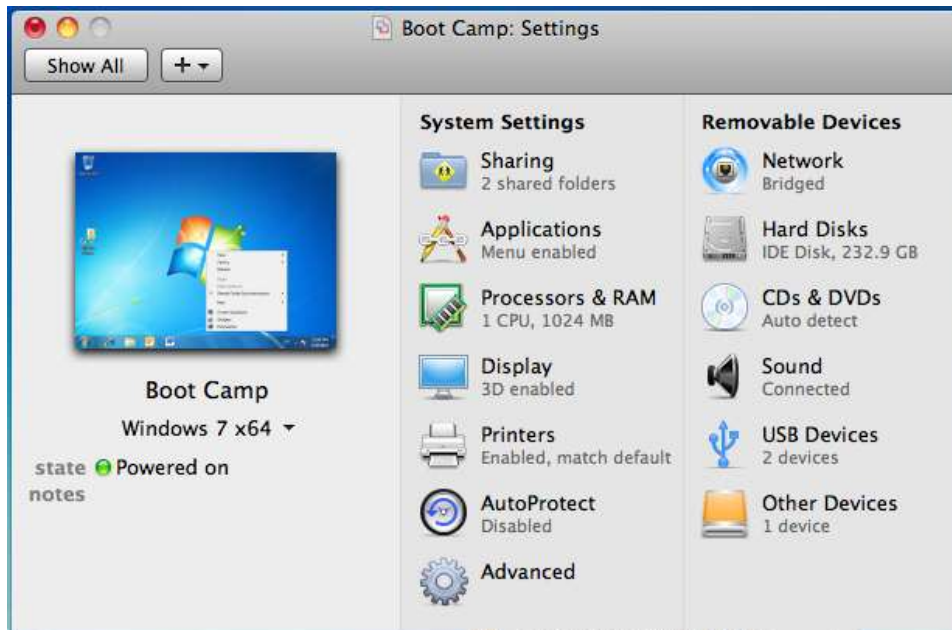 Boot Camp: Settings
Show All
Boot Camp
Windows 7 x64
state Powered on
notes
System Settings
Sharing
2 shared folders
Applications
Menu enabled
Processors & RAM
1 CPU, 1024 MB
Display
3D enabled
Printers
Enabled, match default
AutoProtect
Disabled
Advanced
Removable Devices
Network
Bridged
Hard Disks
IDE Disk, 232.9 GB
CDs & DVDs
Auto detect
Sound
Connected
USB Devices
2 devices
Other Devices
1 device